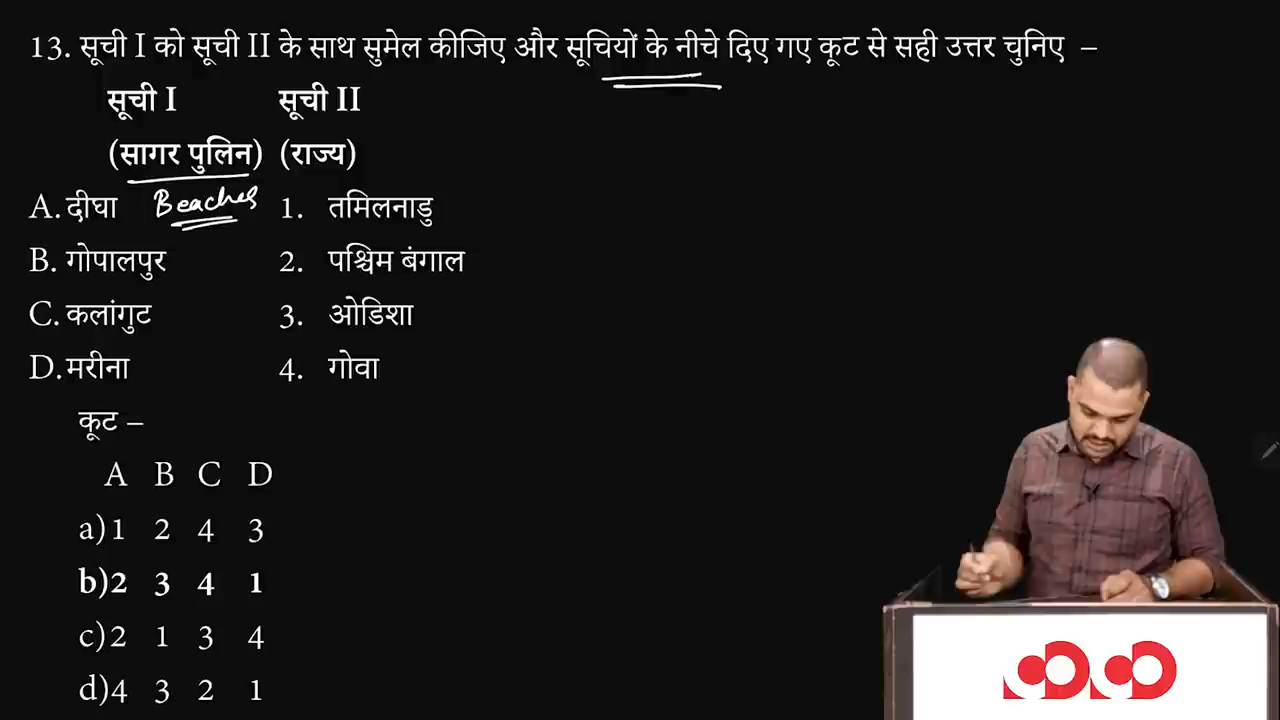 13. सूची I को सूची II के साथ सुमेल कीजिए और सूचियों के नीचे दिए गए कूट से सही उत्तर चुनिए –
सूची I सूची II
(सागर पुलिन) (राज्य)
A. दीघा Beaches 1. तमिलनाडु
B. गोपालपुर 2. पश्चिम बंगाल
C. कलांगुट 3. ओडिशा
D. मरीना 4. गोवा
कूट –
A B C D
a) 1 2 4 3
b) 2 3 4 1
c) 2 1 3 4
d) 4 3 2 1